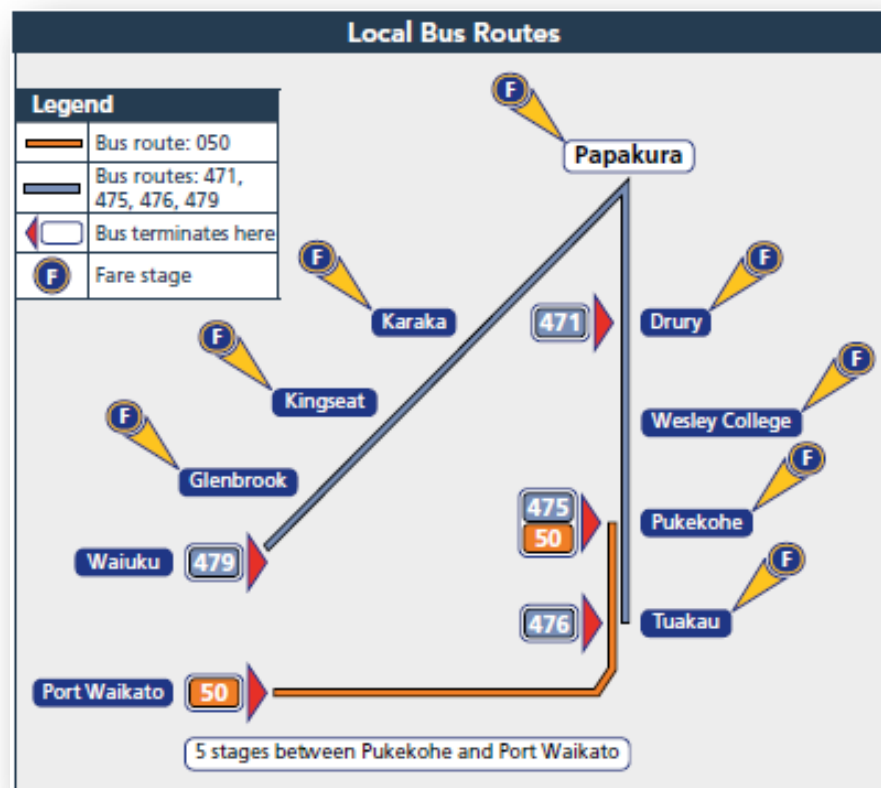 Local Bus Routes
Legend
Bus route: 050
Bus routes: 471,
475, 476, 479
Bus terminates here
F
Fare stage
F
Papakura
F
F
Karaka
471
Drury
F
Kingseat
F
Wesley College
F
Glenbrook
F
475
50
Pukekohe
Waiuku
479
F
476
Tuakau
Port Waikato
50
5 stages between Pukekohe and Port Waikato